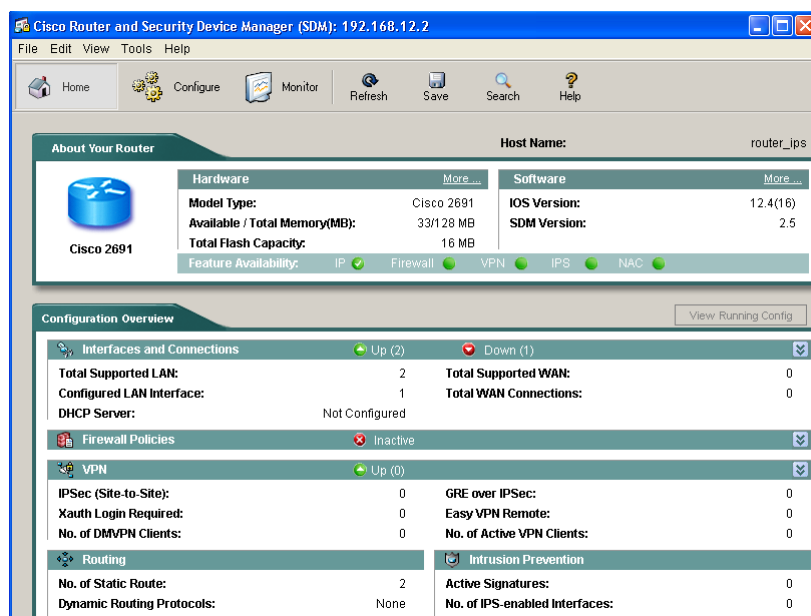 Cisco Router and Security Device Manager (SDM): 192.168.12.2
File Edit View Tools Help
Home Configure Monitor Refresh Save Search Help
About Your Router Host Name: router_ips
Hardware More ... Software More ...
Model Type: Cisco 2691 IOS Version: 12.4(16)
Available / Total Memory(MB): 33/128 MB SDM Version: 2.5
Total Flash Capacity: 16 MB
Cisco 2691
Feature Availability: IP Firewall VPN IPS NAC
Configuration Overview View Running Config
Interfaces and Connections Up (2) Down (1)
Total Supported LAN: 2 Total Supported WAN: 0
Configured LAN Interface: 1 Total WAN Connections: 0
DHCP Server: Not Configured
Firewall Policies Inactive
VPN Up (0)
IPSec (Site-to-Site): 0 GRE over IPSec: 0
Xauth Login Required: 0 Easy VPN Remote: 0
No. of DMVPN Clients: 0 No. of Active VPN Clients: 0
Routing Intrusion Prevention
No. of Static Route: 2 Active Signatures: 0
Dynamic Routing Protocols: None No. of IPS-enabled Interfaces: 0